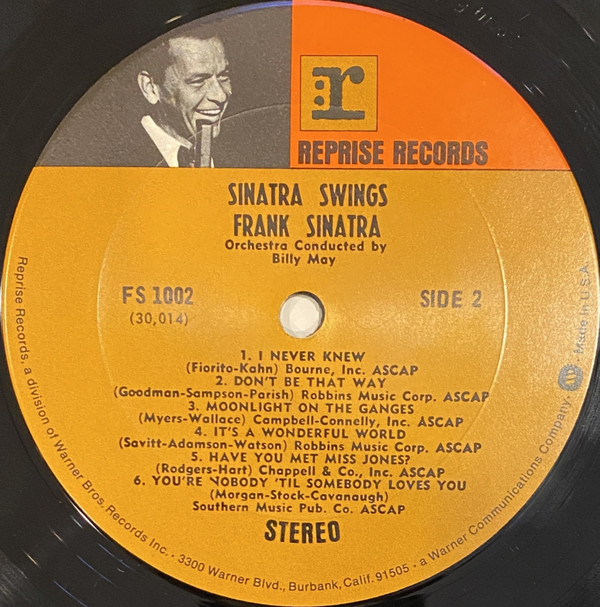 r:
REPRISE RECORDS
SINATRA SWINGS
FRANK SINATRA
Orchestra Conducted by
Billy May
FS 1002
(30,014)
SIDE 2
1. I NEVER KNEW
(Fiorito-Kahn) Bourne, Inc. ASCAP
2. DON'T BE THAT WAY
(Goodman-Sampson-Parish) Robbins Music Corp. ASCAP
3. MOONLIGHT ON THE GANGES
(Myers-Wallace) Campbell-Connelly, Inc. ASCAP
4. IT'S A WONDERFUL WORLD
(Savitt-Adamson-Watson) Robbins Music Corp. ASCAP
5. HAVE YOU MET MISS JONES?
(Rodgers-Hart) Chappell & Co., Inc. ASCAP
6. YOU'RE NOBODY 'TIL SOMEBODY LOVES YOU
(Morgan-Stock-Cavanaugh)
Southern Music Pub. Co. ASCAP
STEREO
Reprise Records, a division of Warner Bros. Records Inc. • 3300 Warner Blvd., Burbank, Calif. 91505 • a Warner Communications Company. • Made in U.S.A.